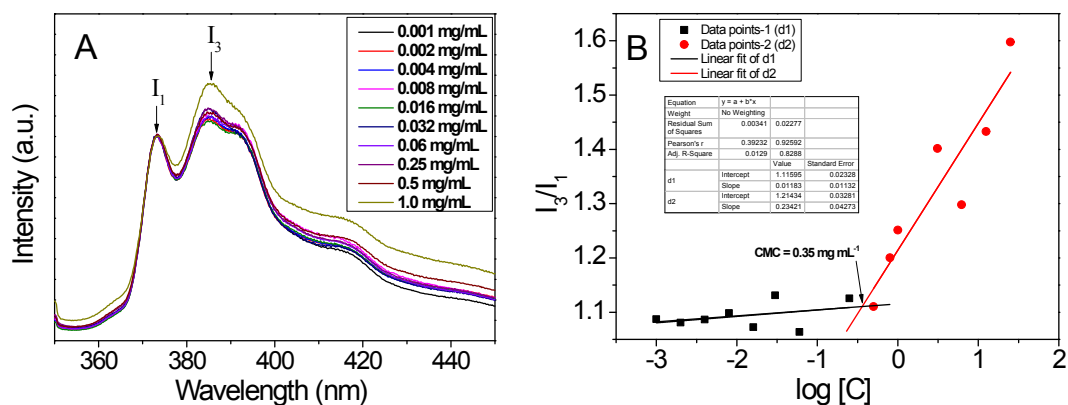 A
I1
I3
0.001 mg/mL
0.002 mg/mL
0.004 mg/mL
0.008 mg/mL
0.016 mg/mL
0.032 mg/mL
0.06 mg/mL
0.25 mg/mL
0.5 mg/mL
1.0 mg/mL
Intensity (a.u.)
360 380 400 420 440
Wavelength (nm)
B
Data points-1 (d1)
Data points-2 (d2)
Linear fit of d1
Linear fit of d2
Equation y = a + b*x
Weight No Weighting
Residual Sum of Squares 0.00341 0.02277
Pearson's r 0.39232 0.92592
Adj. R-Square 0.0129 0.8288
Value Standard Error
d1 Intercept 1.11595 0.02328
Slope 0.01183 0.01132
d2 Intercept 1.21434 0.03281
Slope 0.23421 0.04273
CMC = 0.35 mg mL-1
I3/I1
1.6
1.5
1.4
1.3
1.2
1.1
-3 -2 -1 0 1 2
log [C]